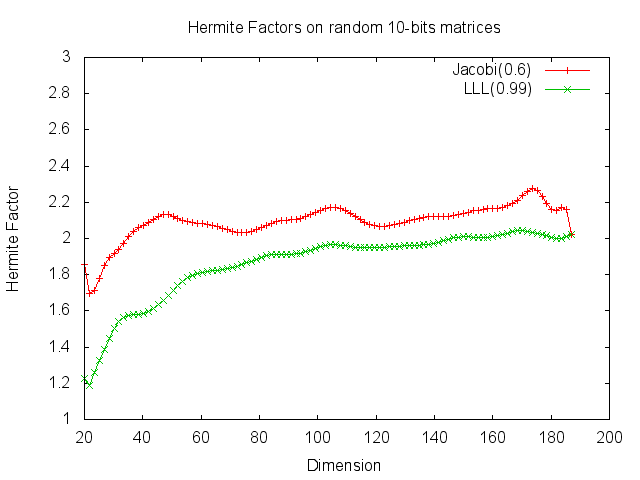 Hermite Factors on random 10-bits matrices
3
Jacobi(0.6)
LLL(0.99)
2.8
2.6
2.4
2.2
2
1.8
1.6
1.4
1.2
1
Hermite Factor
20 40 60 80 100 120 140 160 180 200
Dimension